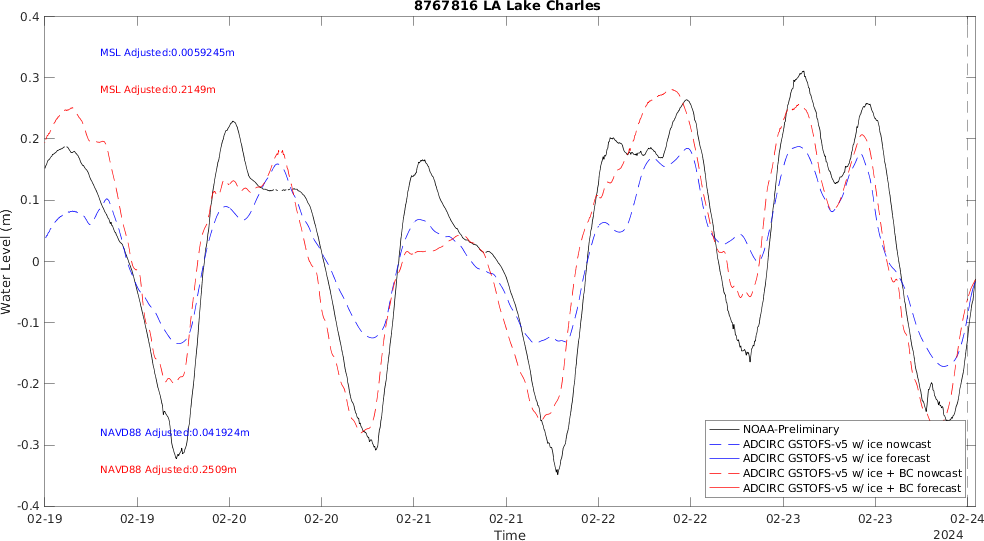 8767816 LA Lake Charles
0.4
0.3
0.2
0.1
0
-0.1
-0.2
-0.3
-0.4
Water Level (m)
MSL Adjusted:0.0059245m
MSL Adjusted:0.2149m
NAVD88 Adjusted:0.041924m
NAVD88 Adjusted:0.2509m
NOAA-Preliminary
ADCIRC GSTOFS-v5 w/ ice nowcast
ADCIRC GSTOFS-v5 w/ ice forecast
ADCIRC GSTOFS-v5 w/ ice + BC nowcast
ADCIRC GSTOFS-v5 w/ ice + BC forecast
02-19 02-19 02-20 02-20 02-21 02-21 02-22 02-22 02-23 02-23 02-24
Time
2024